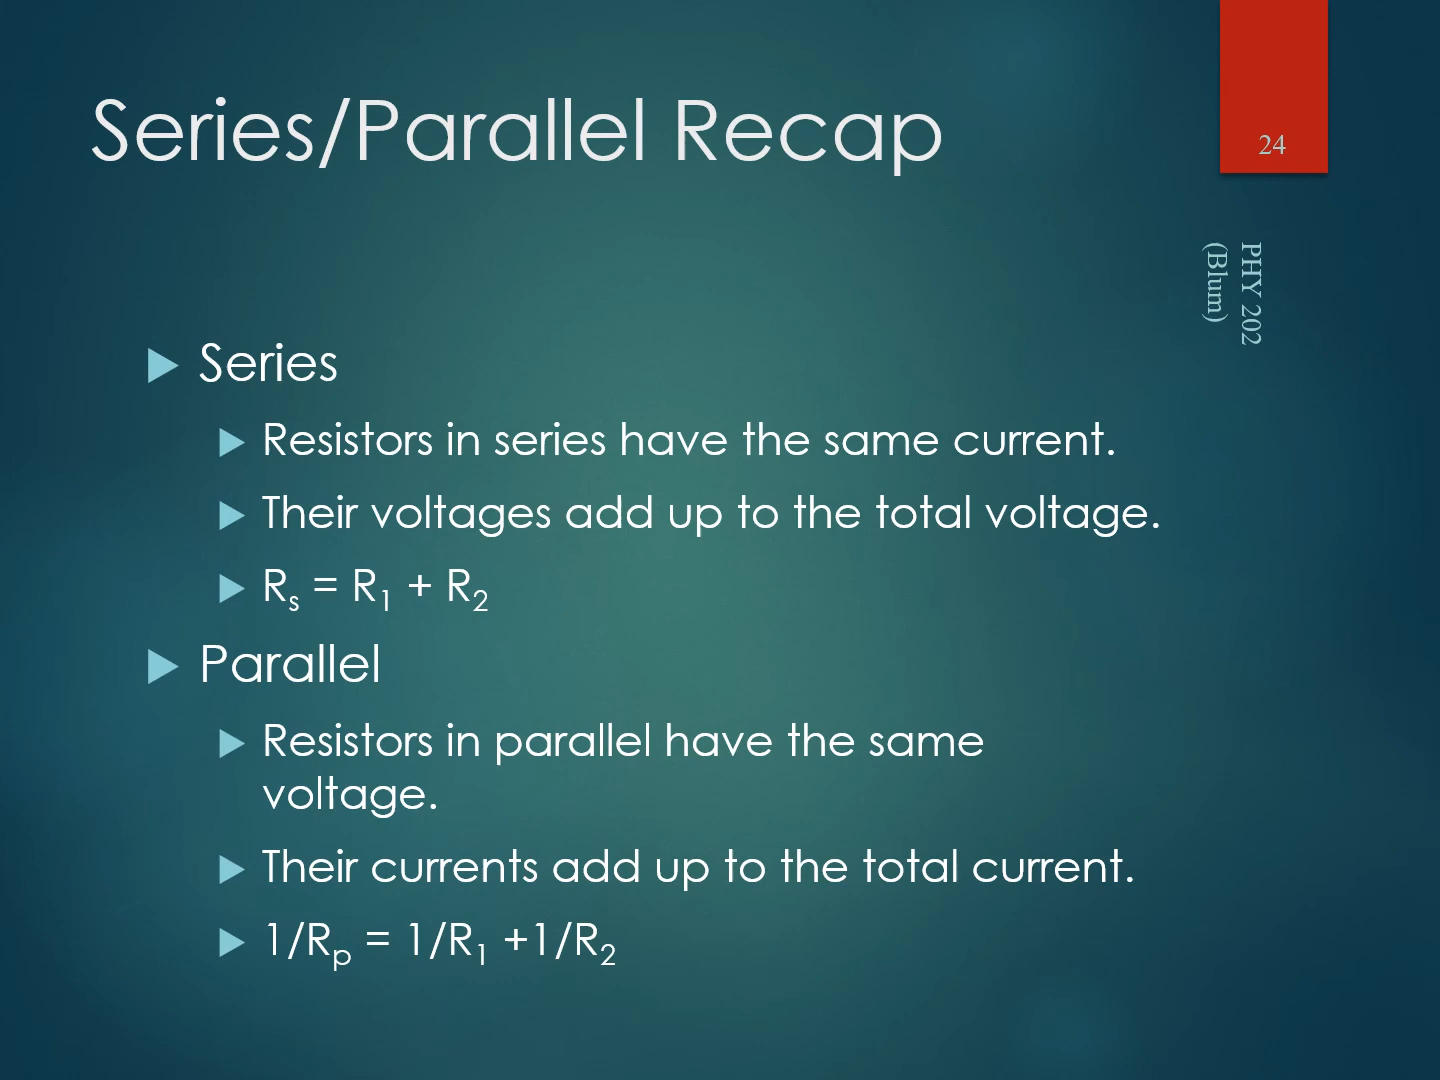 Series/Parallel Recap
24
PHY 202
(Blum)
Series
Resistors in series have the same current.
Their voltages add up to the total voltage.
Rs = R1 + R2
Parallel
Resistors in parallel have the same
voltage.
Their currents add up to the total current.
1/Rp = 1/R1 +1/R2